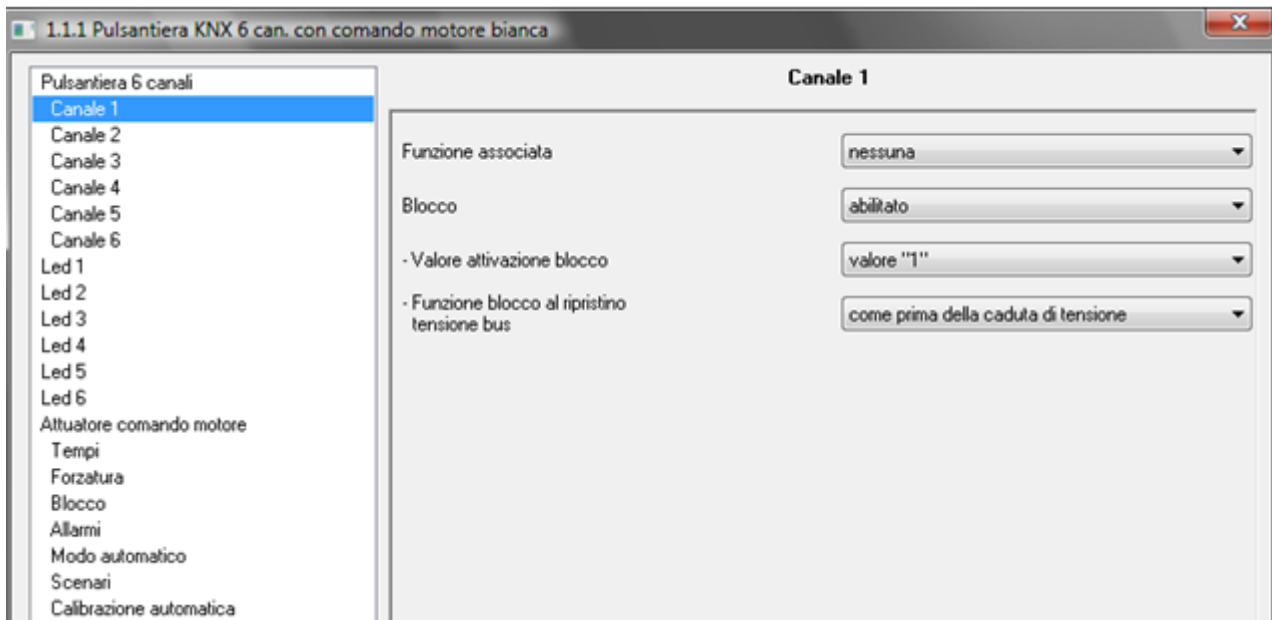 1.1.1 Pulsantiera KNX 6 can. con comando motore bianca
Pulsantiera 6 canali
Canale 1
Canale 2
Canale 3
Canale 4
Canale 5
Canale 6
Led 1
Led 2
Led 3
Led 4
Led 5
Led 6
Attuatore comando motore
Tempi
Forzatura
Blocco
Allarmi
Modo automatico
Scenari
Calibrazione automatica
Canale 1
Funzione associata
nessuna
Blocco
abilitato
- Valore attivazione blocco
valore "1"
- Funzione blocco al ripristino
tensione bus
come prima della caduta di tensione